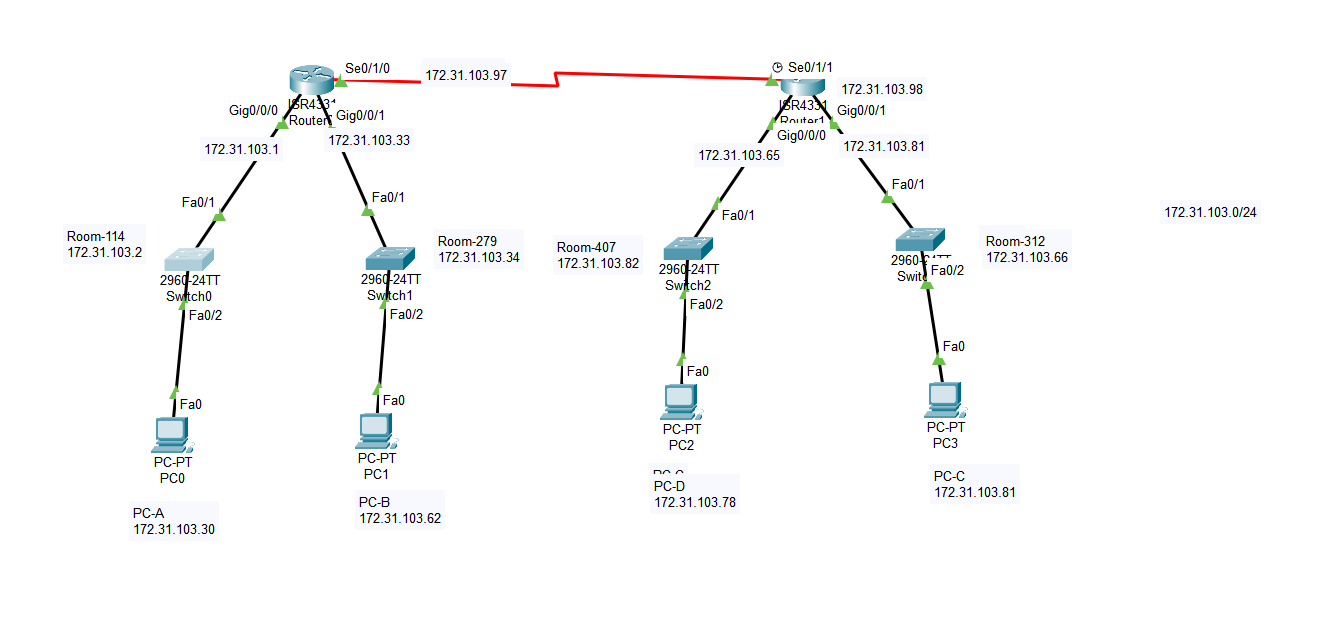 Se0/1/0
172.31.103.97
Se0/1/1
172.31.103.98
Gig0/0/0
ISR4331
Gig0/0/1
172.31.103.1
172.31.103.33
ISR4331
Router1
Gig0/0/1
Gig0/0/0
172.31.103.65
172.31.103.81
Fa0/1
Fa0/1
Fa0/1
Fa0/1
172.31.103.0/24
Room-114
172.31.103.2
Room-279
172.31.103.34
Room-407
172.31.103.82
Room-312
172.31.103.66
2960-24TT
Switch0
Fa0/2
2960-24TT
Switch1
Fa0/2
2960-24TT
Switch2
Fa0/2
2960-24TT
Fa0/2
Fa0
Fa0
Fa0
Fa0
PC-PT
PC0
PC-PT
PC1
PC-PT
PC2
PC-PT
PC3
PC-A
172.31.103.30
PC-B
172.31.103.62
PC-D
172.31.103.78
PC-C
172.31.103.81